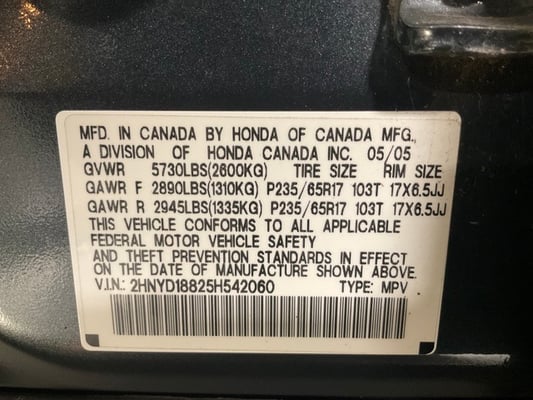 MFD. IN CANADA BY HONDA OF CANADA MFG.,
A DIVISION OF HONDA CANADA INC. 05/05
GVWR 5730LBS(2600KG) TIRE SIZE RIM SIZE
GAWR F 2890LBS(1310KG) P235/65R17 103T 17X6.5JJ
GAWR R 2945LBS(1335KG) P235/65R17 103T 17X6.5JJ
THIS VEHICLE CONFORMS TO ALL APPLICABLE
FEDERAL MOTOR VEHICLE SAFETY
AND THEFT PREVENTION STANDARDS IN EFFECT
ON THE DATE OF MANUFACTURE SHOWN ABOVE.
V.I.N.: 2HNYD18825H542060 TYPE: MPV